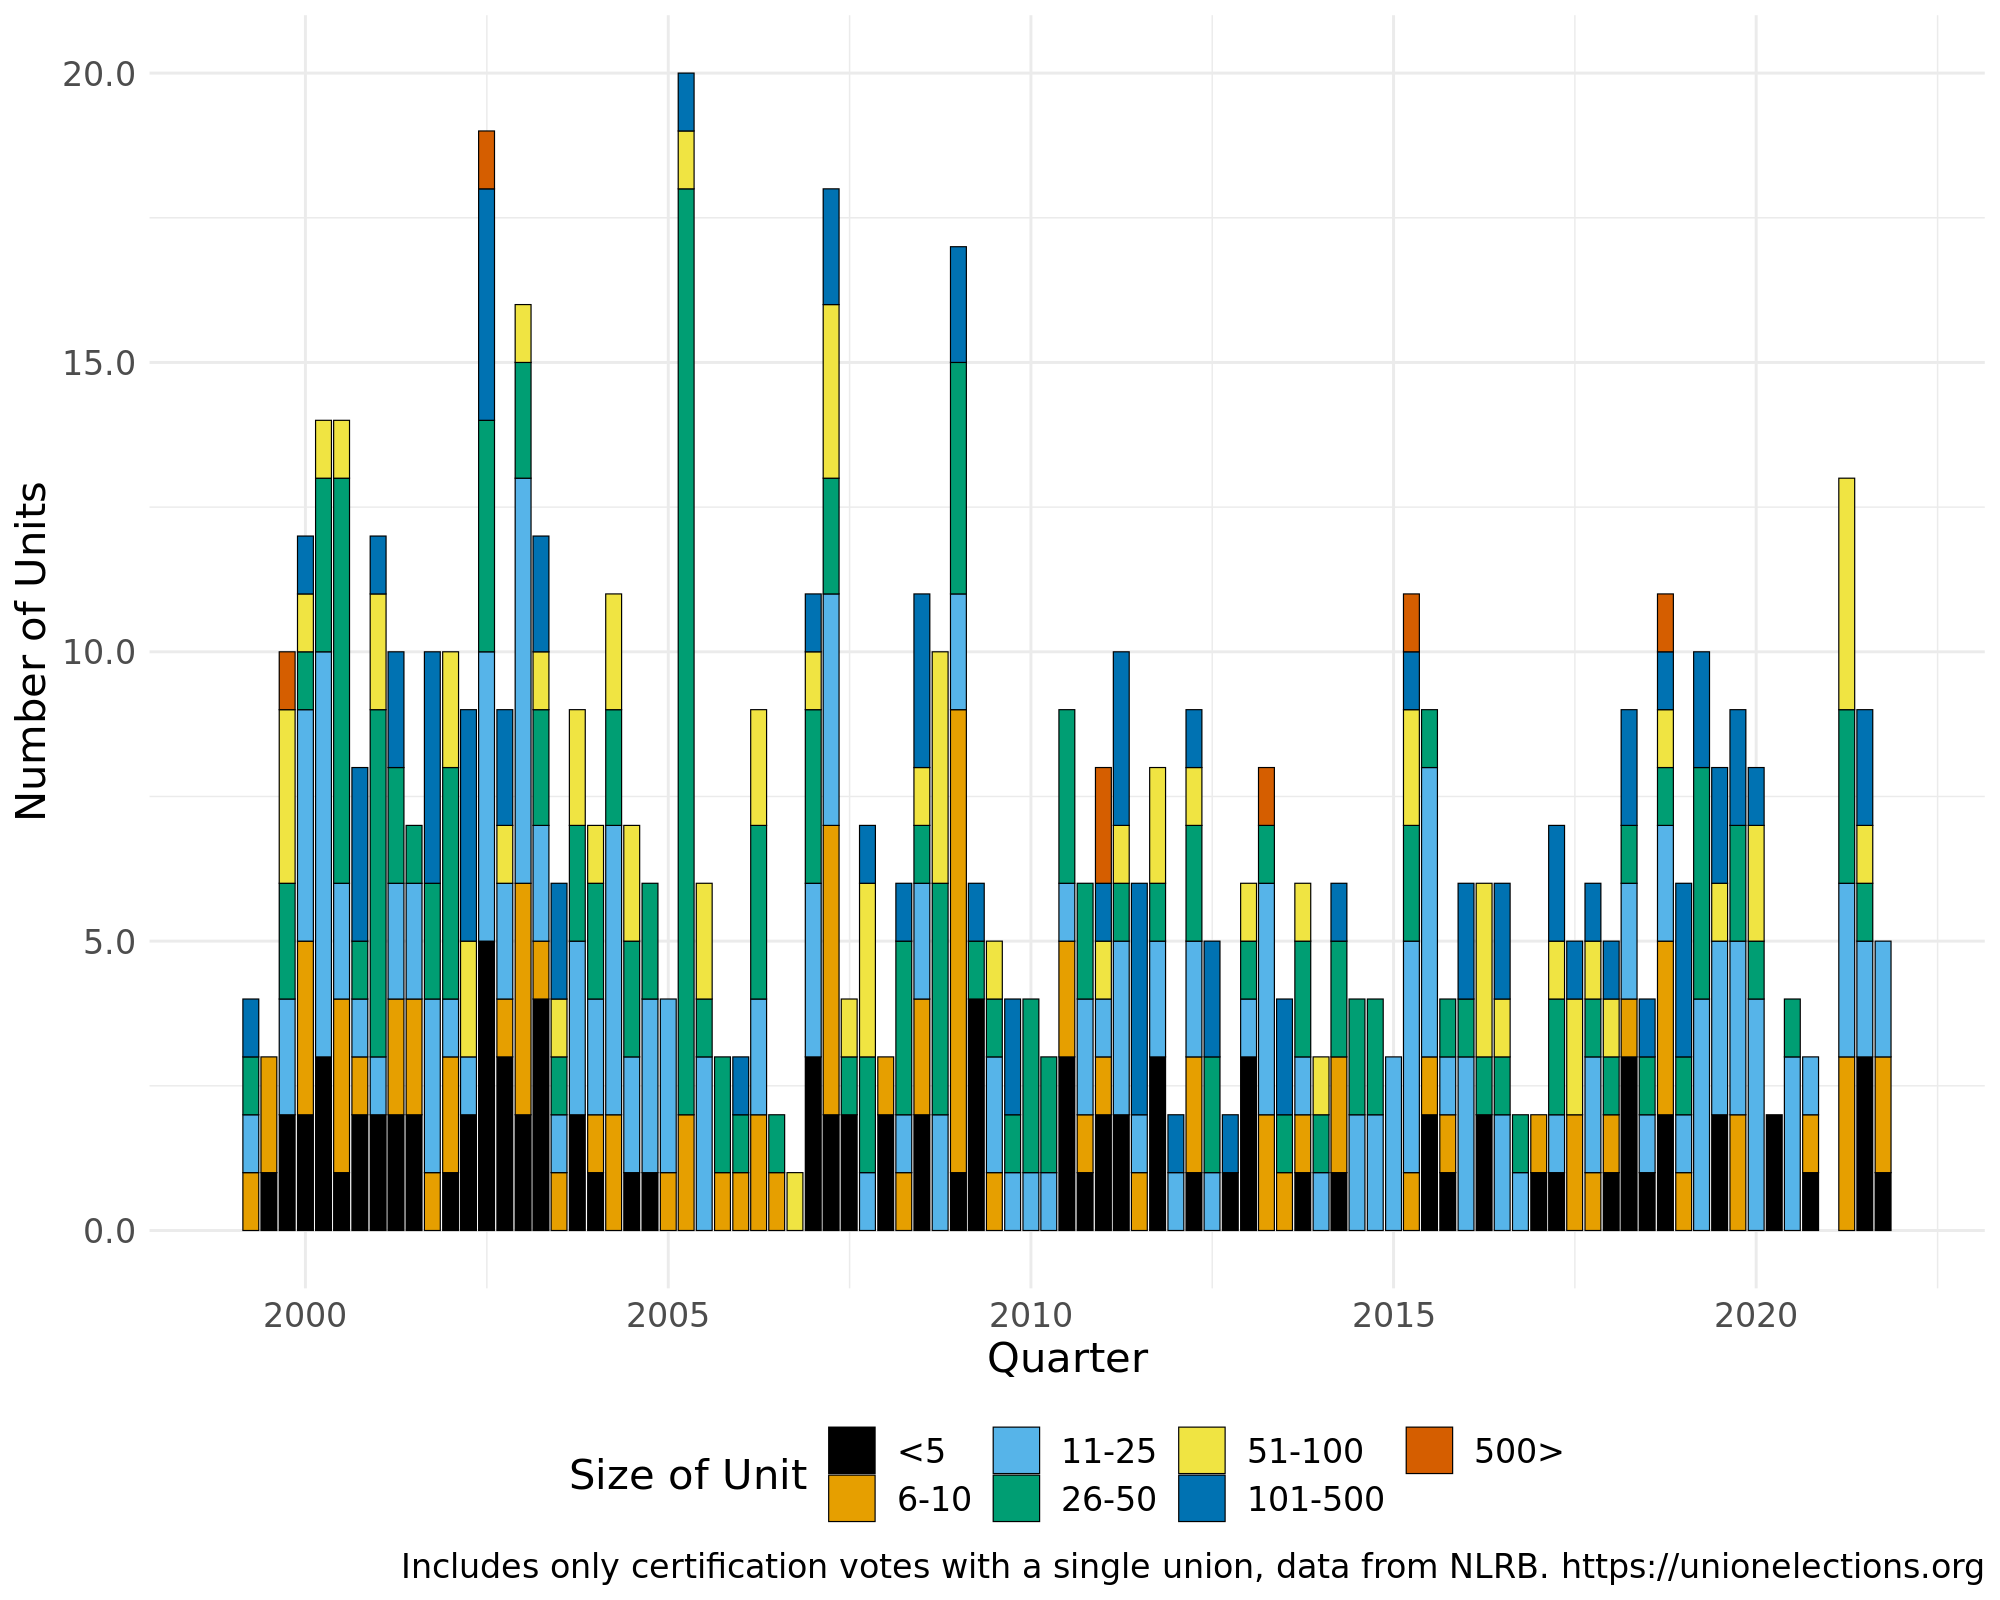 20.0
15.0
10.0
5.0
0.0
Number of Units
2000 2005 2010 2015 2020
Quarter
Size of Unit
<5 11-25 51-100 500>
6-10 26-50 101-500
Includes only certification votes with a single union, data from NLRB. https://unionelections.org